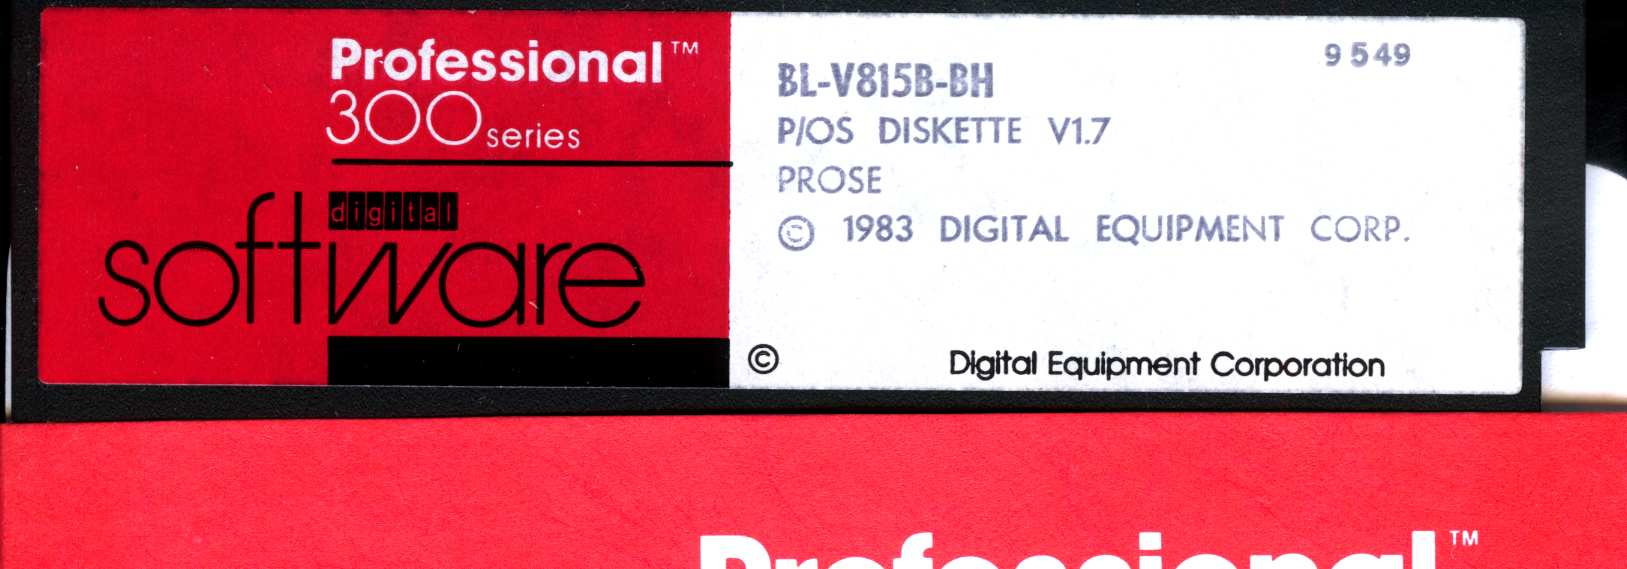 Professional™
300 series
digital
software
9549
BL-V815B-BH
P/OS DISKETTE V1.7
PROSE
© 1983 DIGITAL EQUIPMENT CORP.
© Digital Equipment Corporation
Professional™